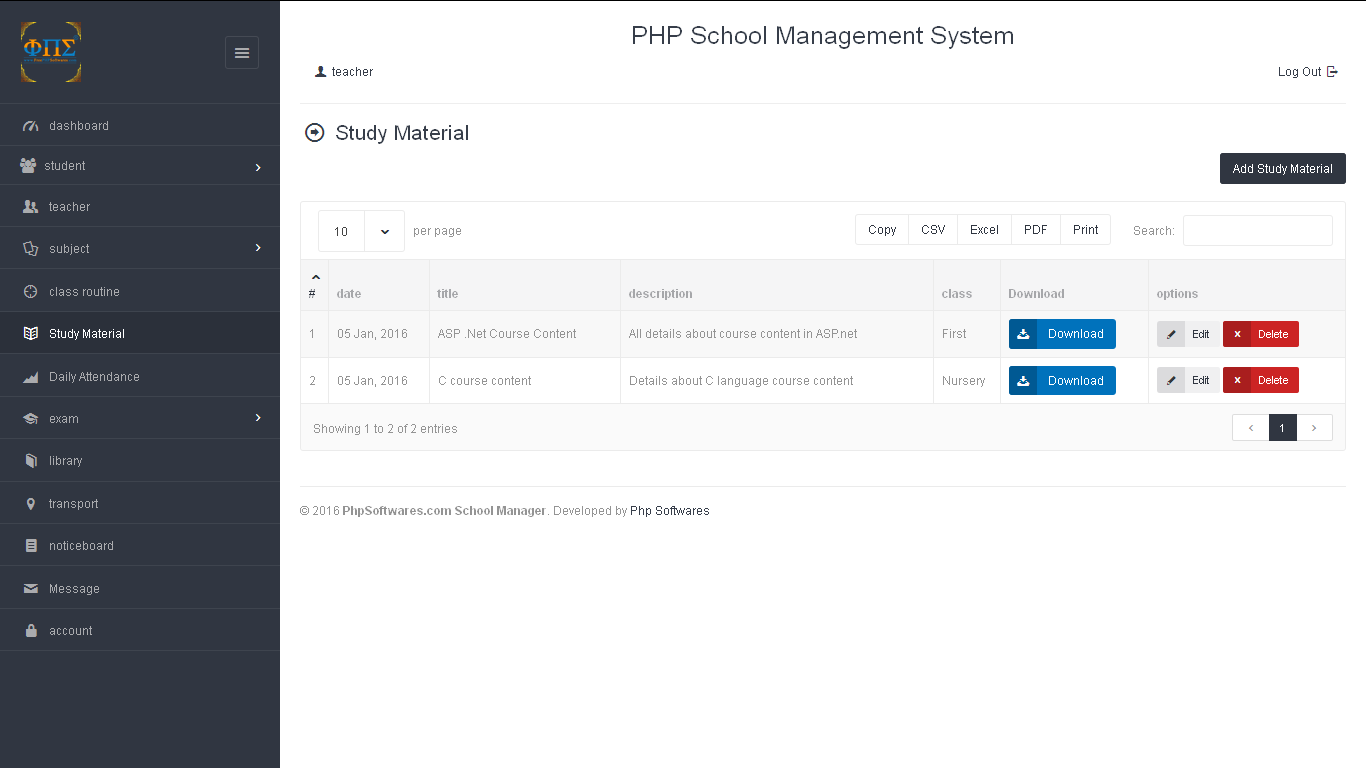 ΦΠΣ
PHP School Management System
teacher
Log Out
dashboard
student
teacher
subject
class routine
Study Material
Daily Attendance
exam
library
transport
noticeboard
Message
account
Study Material
Add Study Material
10 per page
Copy CSV Excel PDF Print Search:
# date title description class Download options
1 05 Jan, 2016 ASP .Net Course Content All details about course content in ASP.net First Download Edit Delete
2 05 Jan, 2016 C course content Details about C language course content Nursery Download Edit Delete
Showing 1 to 2 of 2 entries
‹ 1 ›
© 2016 PhpSoftwares.com School Manager. Developed by Php Softwares